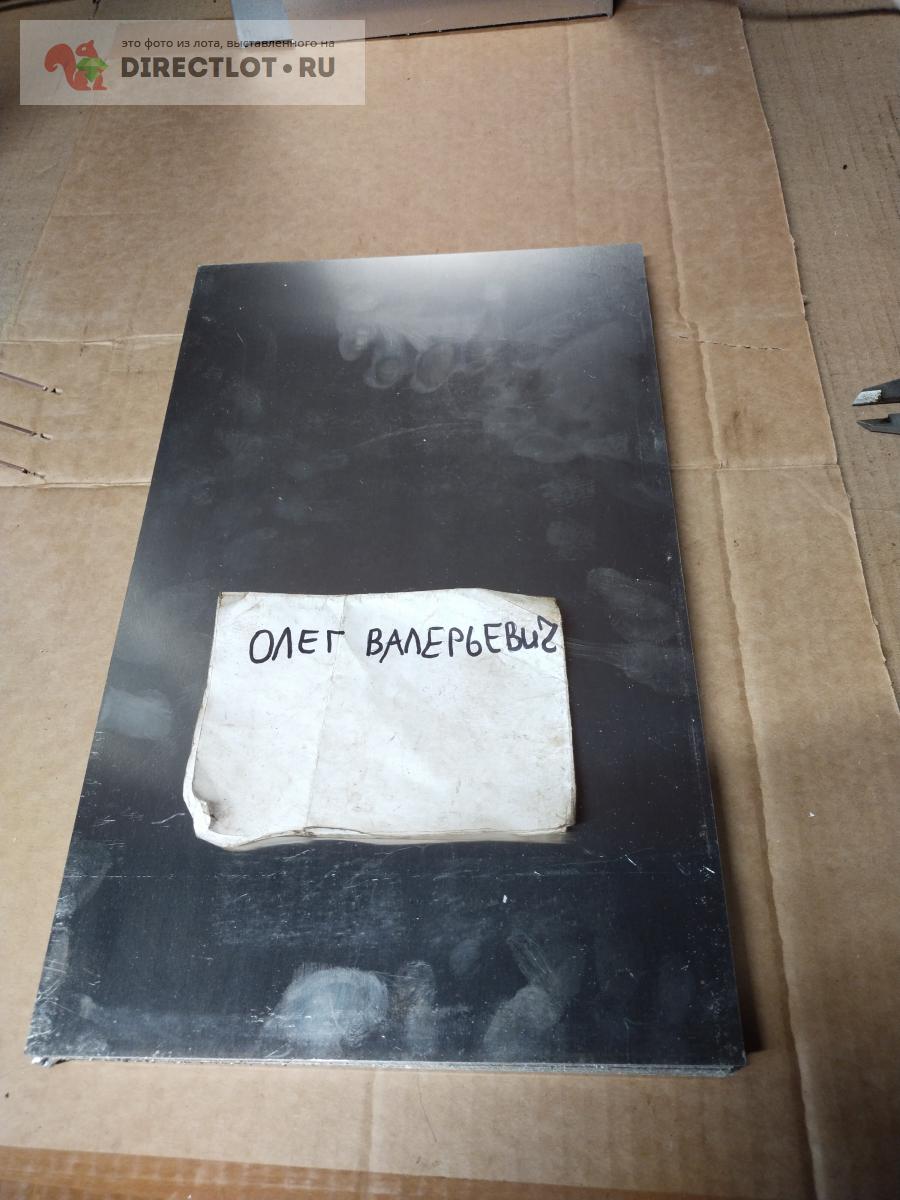 это фото из лота, выставленного на
DIRECTLOT•RU
ОЛЕГ ВАЛЕРЬЕВиЧ